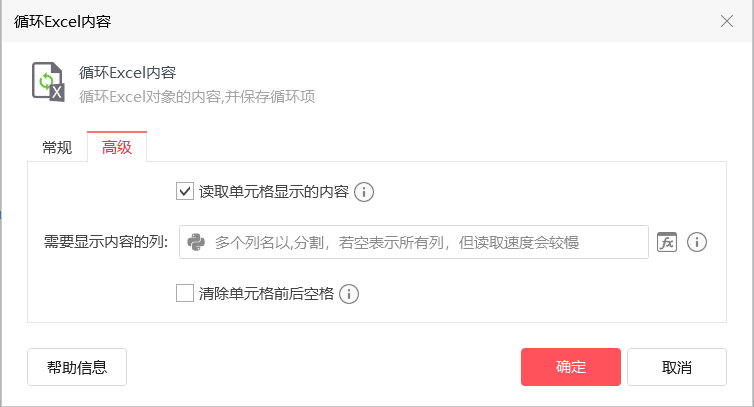 循环Excel内容
循环Excel内容
循环Excel对象的内容,并保存循环项
常规 高级
读取单元格显示的内容
需要显示内容的列: 多个列名以,分割，若空表示所有列，但读取速度会较慢
清除单元格前后空格
帮助信息 确定 取消